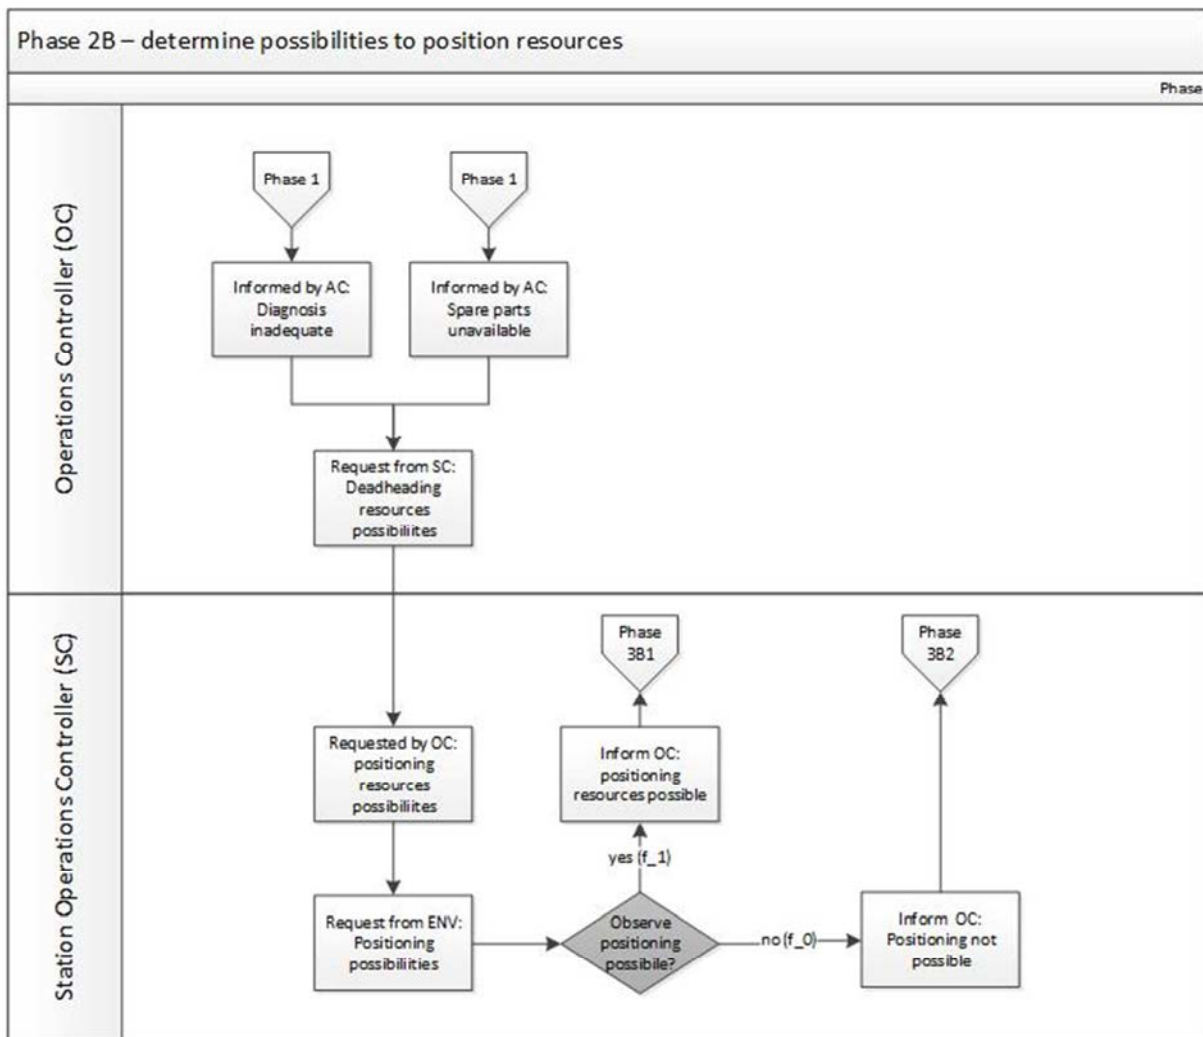 Phase 2B – determine possibilities to position resources
Phase
Operations Controller (OC)
Phase 1
Phase 1
Informed by AC:
Diagnosis
inadequate
Informed by AC:
Spare parts
unavailable
Request from SC:
Deadheading
resources
possibiliites
Station Operations Controller (SC)
Phase
3B1
Phase
3B2
Requested by OC:
positioning
resources
possibiliites
Inform OC:
positioning
resources possible
yes (f_1)
Request from ENV:
Positioning
possibiliities
Observe
positioning
possibile?
no (f_0)
Inform OC:
Positioning not
possible